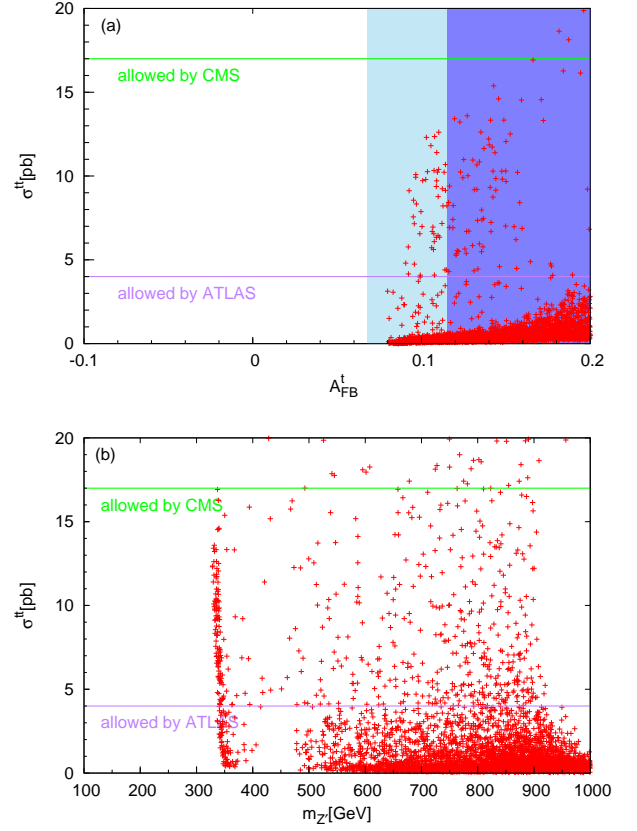 20
(a)
allowed by CMS
15
σ^tt[pb]
10
5
allowed by ATLAS
0
-0.1
0
0.1
0.2
A_FB^t
20
(b)
allowed by CMS
15
σ^tt[pb]
10
5
allowed by ATLAS
0
100
200
300
400
500
600
700
800
900
1000
m_Z'[GeV]